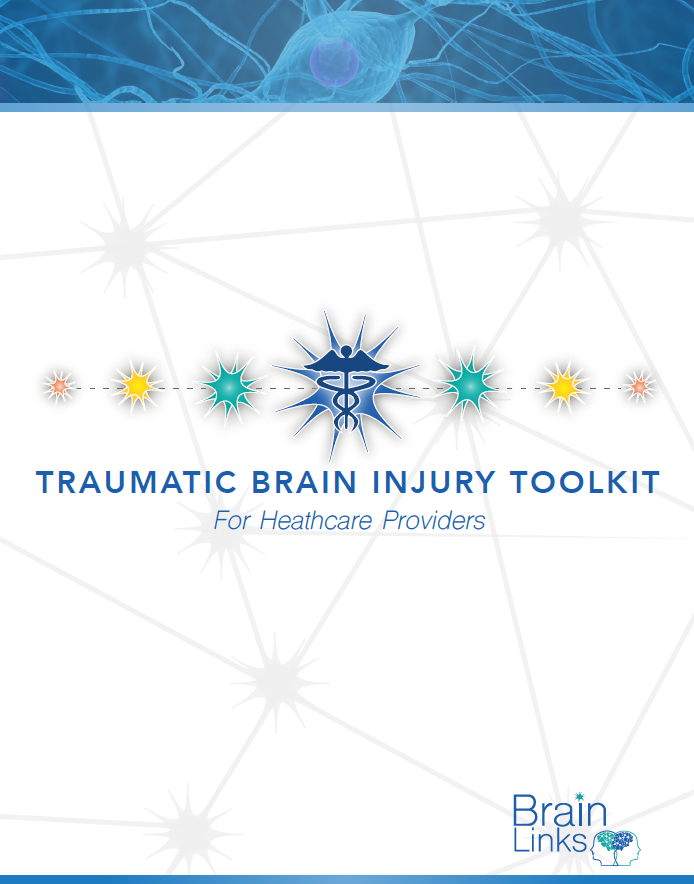 TRAUMATIC BRAIN INJURY TOOLKIT
For Heathcare Providers
Brain
Links